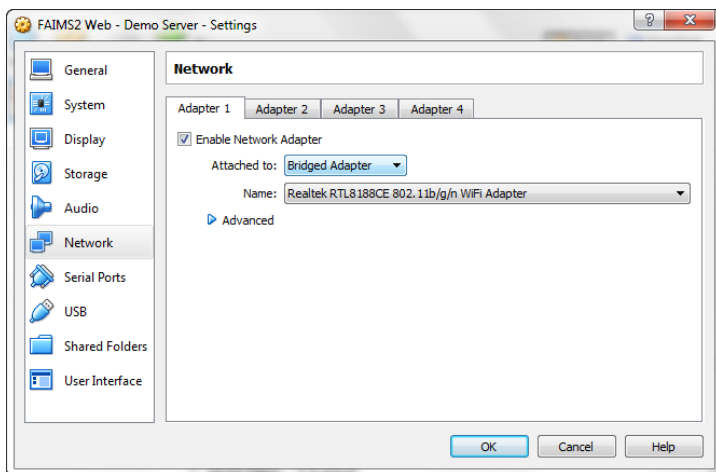 FAIMS2 Web - Demo Server - Settings
General
System
Display
Storage
Audio
Network
Serial Ports
USB
Shared Folders
User Interface
Network
Adapter 1 Adapter 2 Adapter 3 Adapter 4
Enable Network Adapter
Attached to: Bridged Adapter
Name: Realtek RTL8188CE 802.11b/g/n WiFi Adapter
Advanced
OK Cancel Help